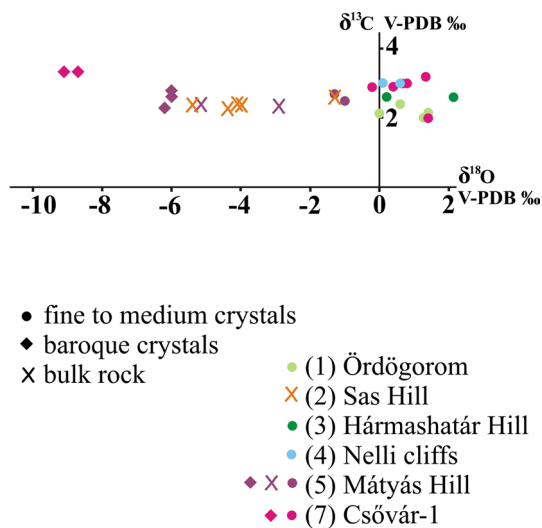 δ¹³C V-PDB ‰
4
2
δ¹⁸O
-10 -8 -6 -4 -2 0 2 V-PDB ‰
fine to medium crystals
baroque crystals
bulk rock
(1) Ördögorom
(2) Sas Hill
(3) Hármashatár Hill
(4) Nelli cliffs
(5) Mátyás Hill
(7) Csővár-1